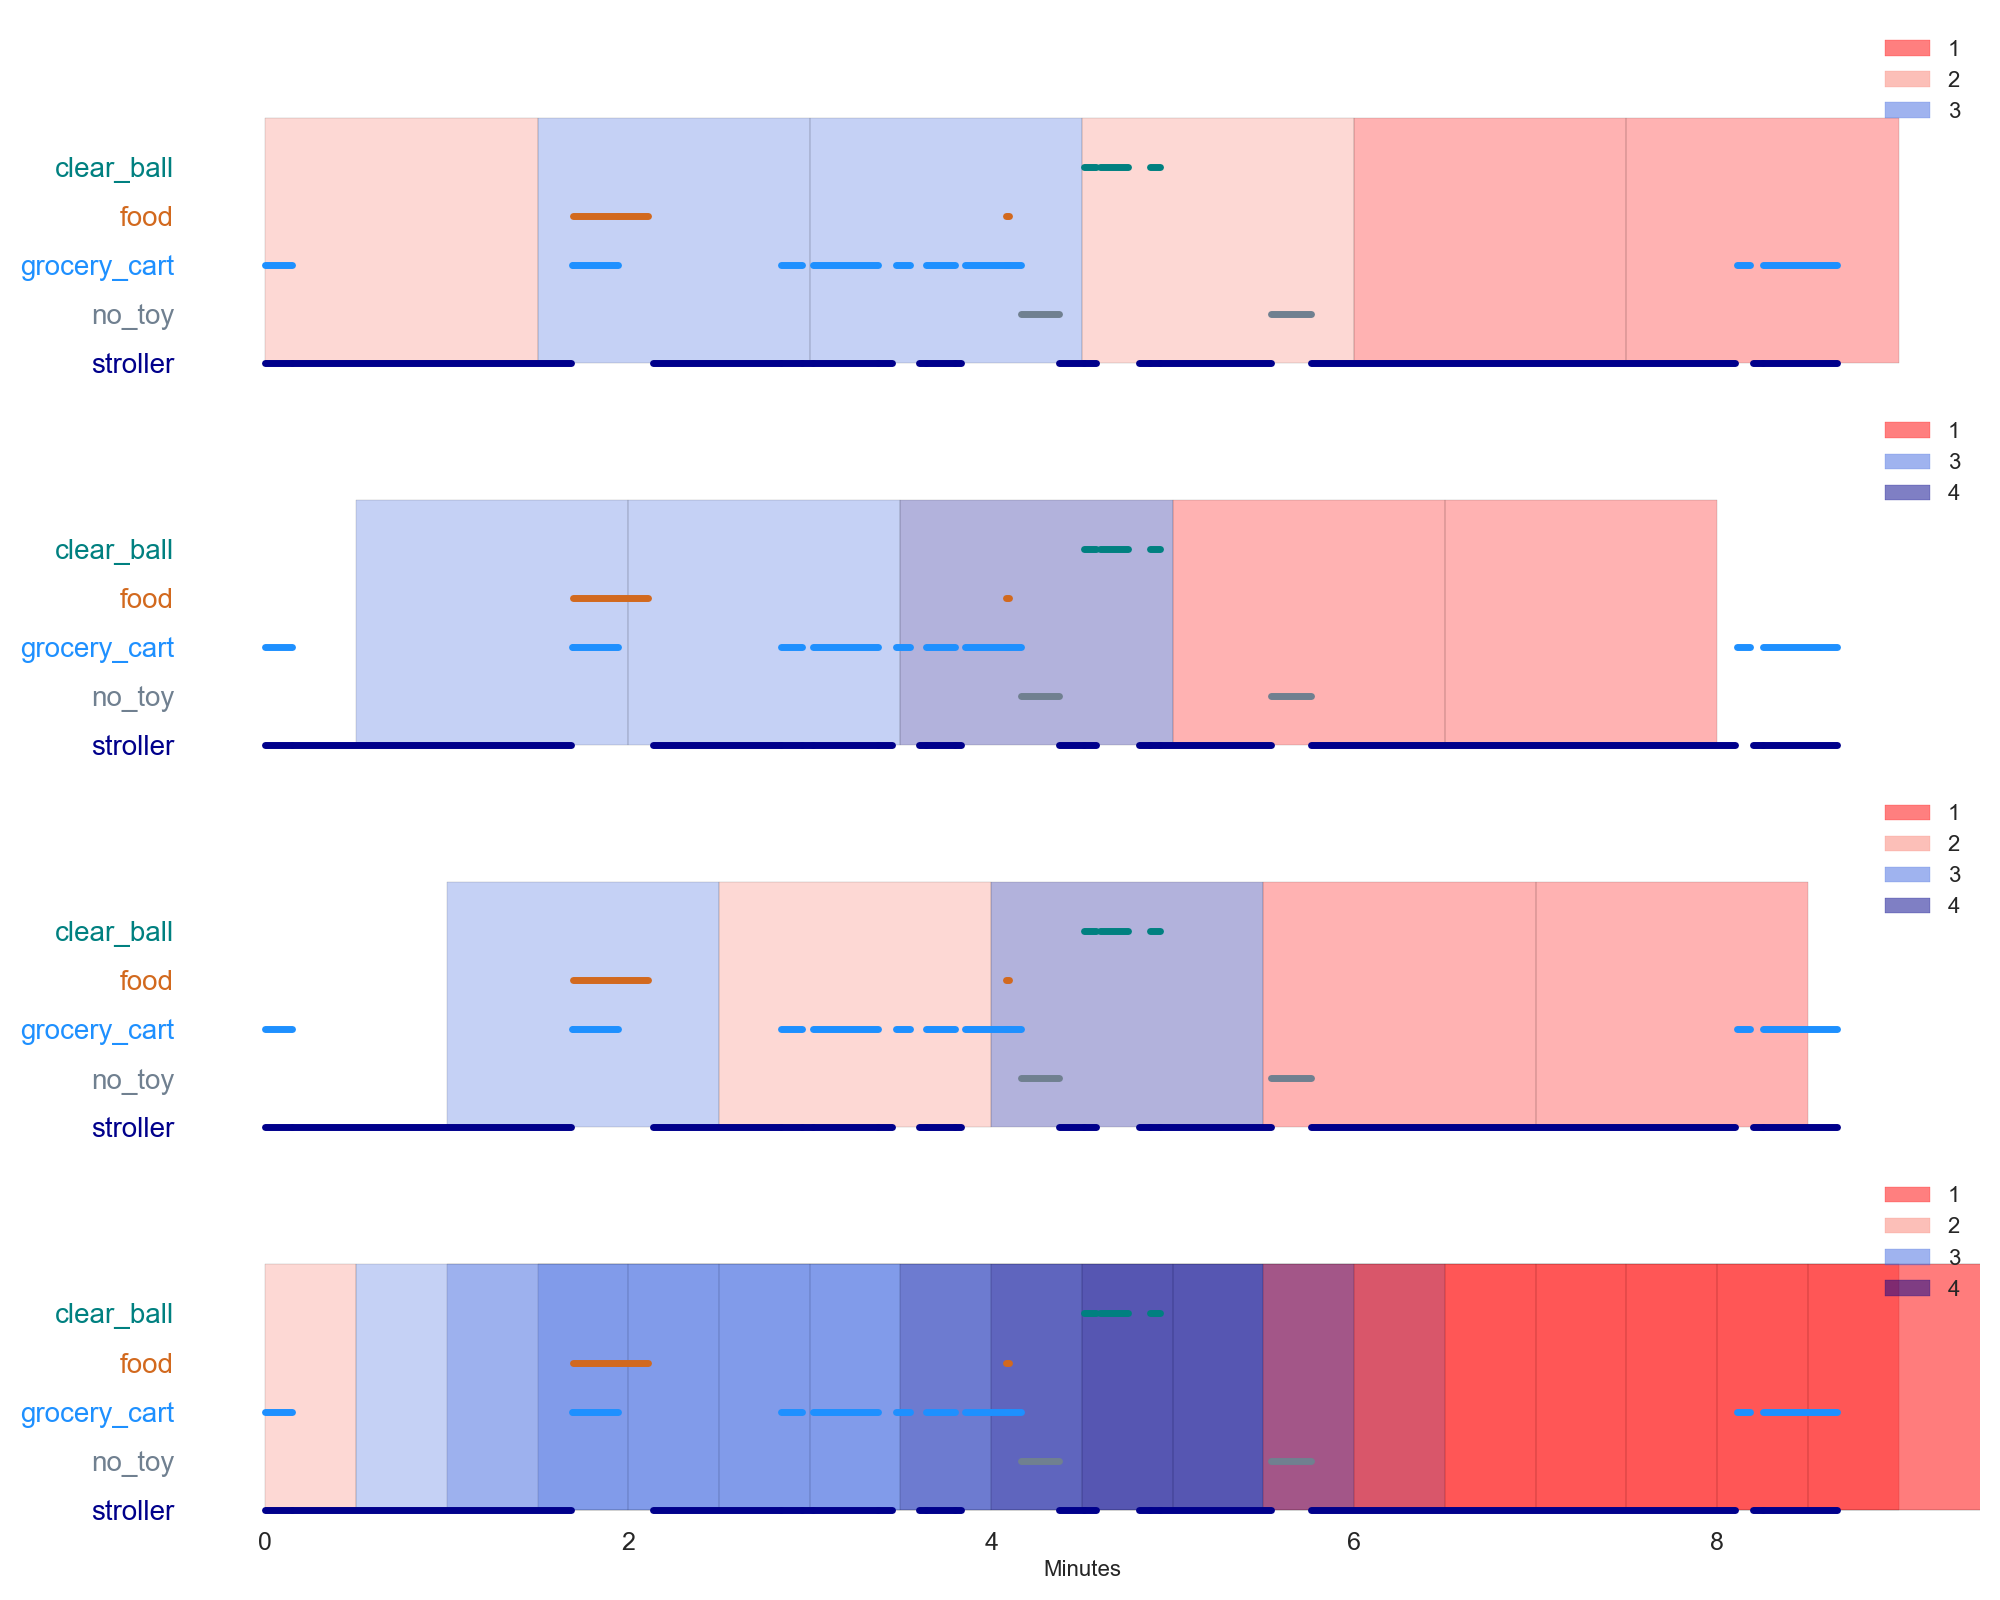 1
2
3
clear_ball
food
grocery_cart
no_toy
stroller
1
3
4
clear_ball
food
grocery_cart
no_toy
stroller
1
2
3
4
clear_ball
food
grocery_cart
no_toy
stroller
1
2
3
4
clear_ball
food
grocery_cart
no_toy
stroller
0 2 4 6 8
Minutes